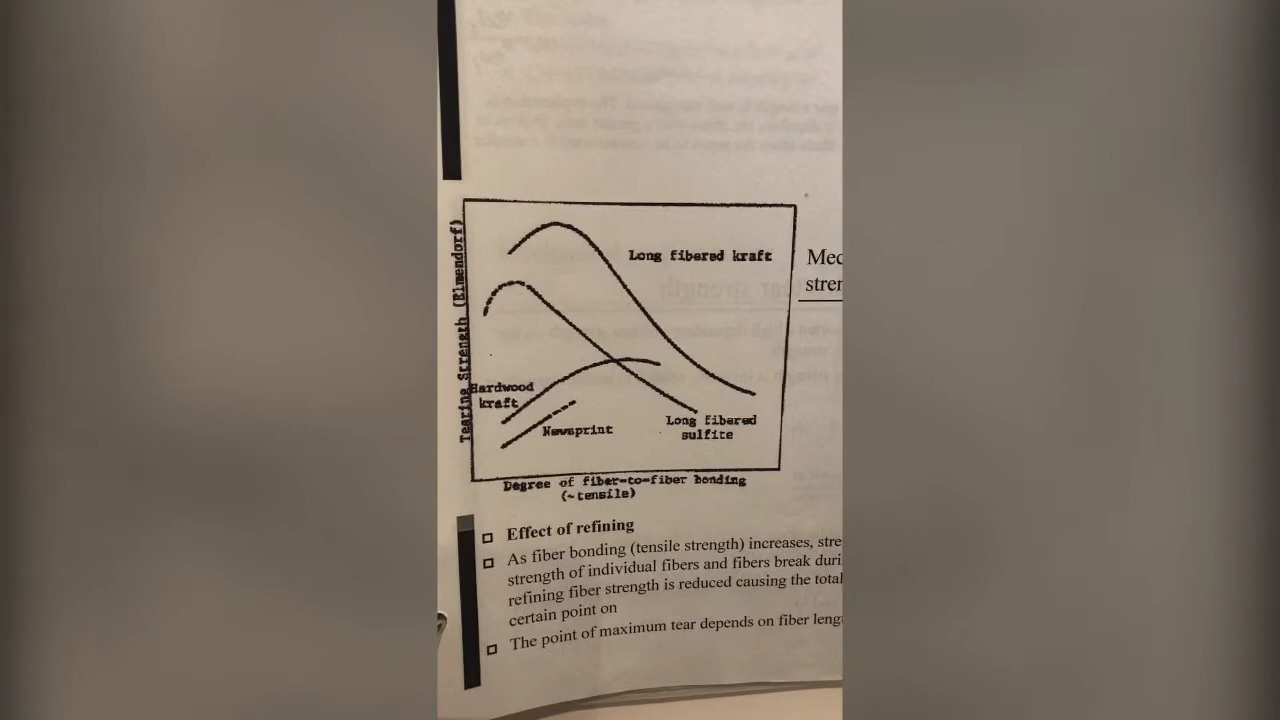 Tearing Strength (Elmendorf)
Long fibered kraft
Hardwood
kraft
Newsprint
Long fibered
sulfite
Degree of fiber-to-fiber bonding
(~tensile)
Effect of refining
As fiber bonding (tensile strength) increases, stre
strength of individual fibers and fibers break duri
refining fiber strength is reduced causing the total
certain point on
The point of maximum tear depends on fiber leng
Mec
stren